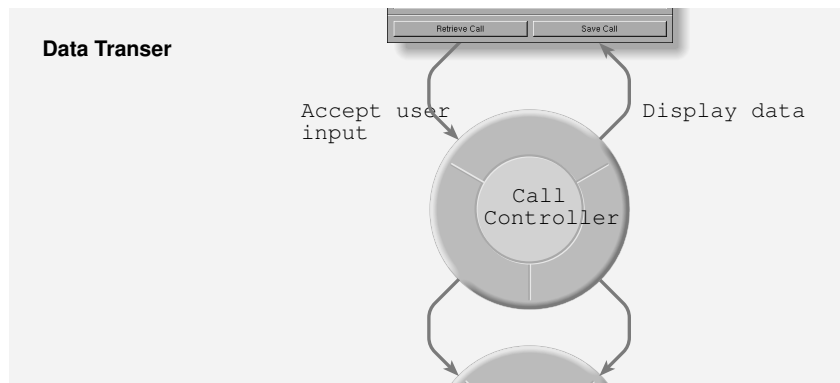 Retrieve Call
Save Call
Data Transer
Accept user
input
Display data
Call
Controller